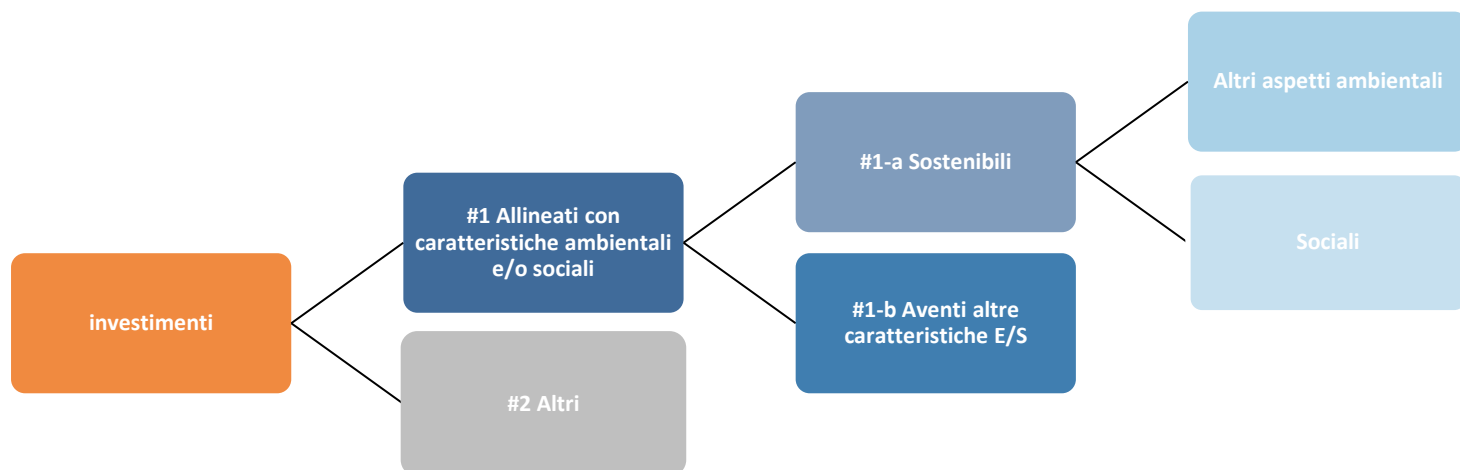 investimenti
#1 Allineati con
caratteristiche ambientali
e/o sociali
#2 Altri
#1-a Sostenibili
#1-b Aventi altre
caratteristiche E/S
Altri aspetti ambientali
Sociali